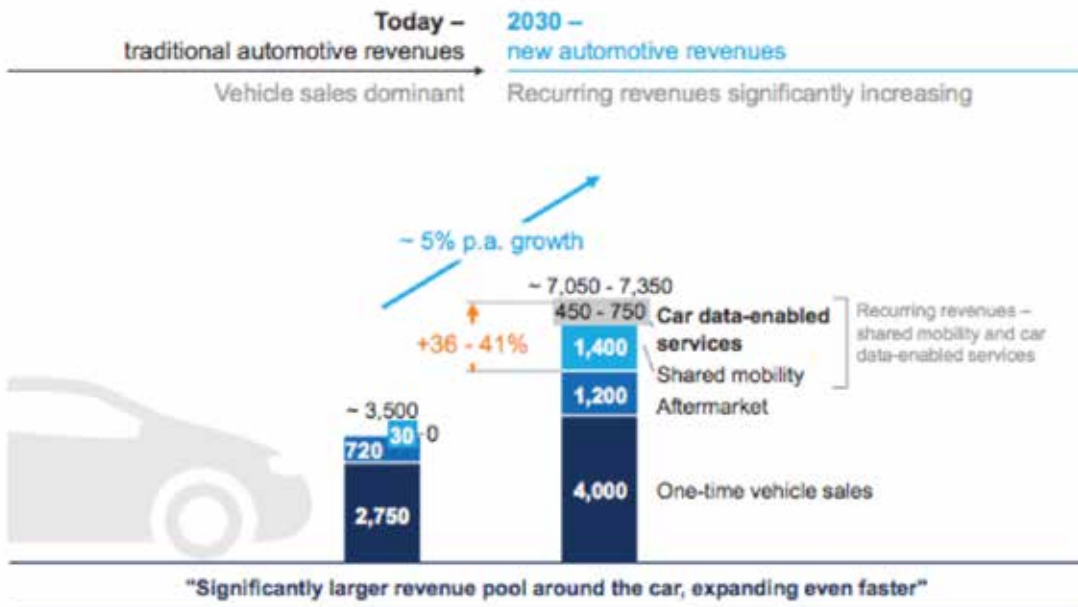 Today –
traditional automotive revenues
Vehicle sales dominant
2030 –
new automotive revenues
Recurring revenues significantly increasing
~ 5% p.a. growth
~ 7,050 - 7,350
450 - 750
Car data-enabled
services
Recurring revenues –
shared mobility and car
data-enabled services
+36 - 41%
1,400
Shared mobility
1,200
Aftermarket
~ 3,500
30
0
720
2,750
4,000
One-time vehicle sales
"Significantly larger revenue pool around the car, expanding even faster"